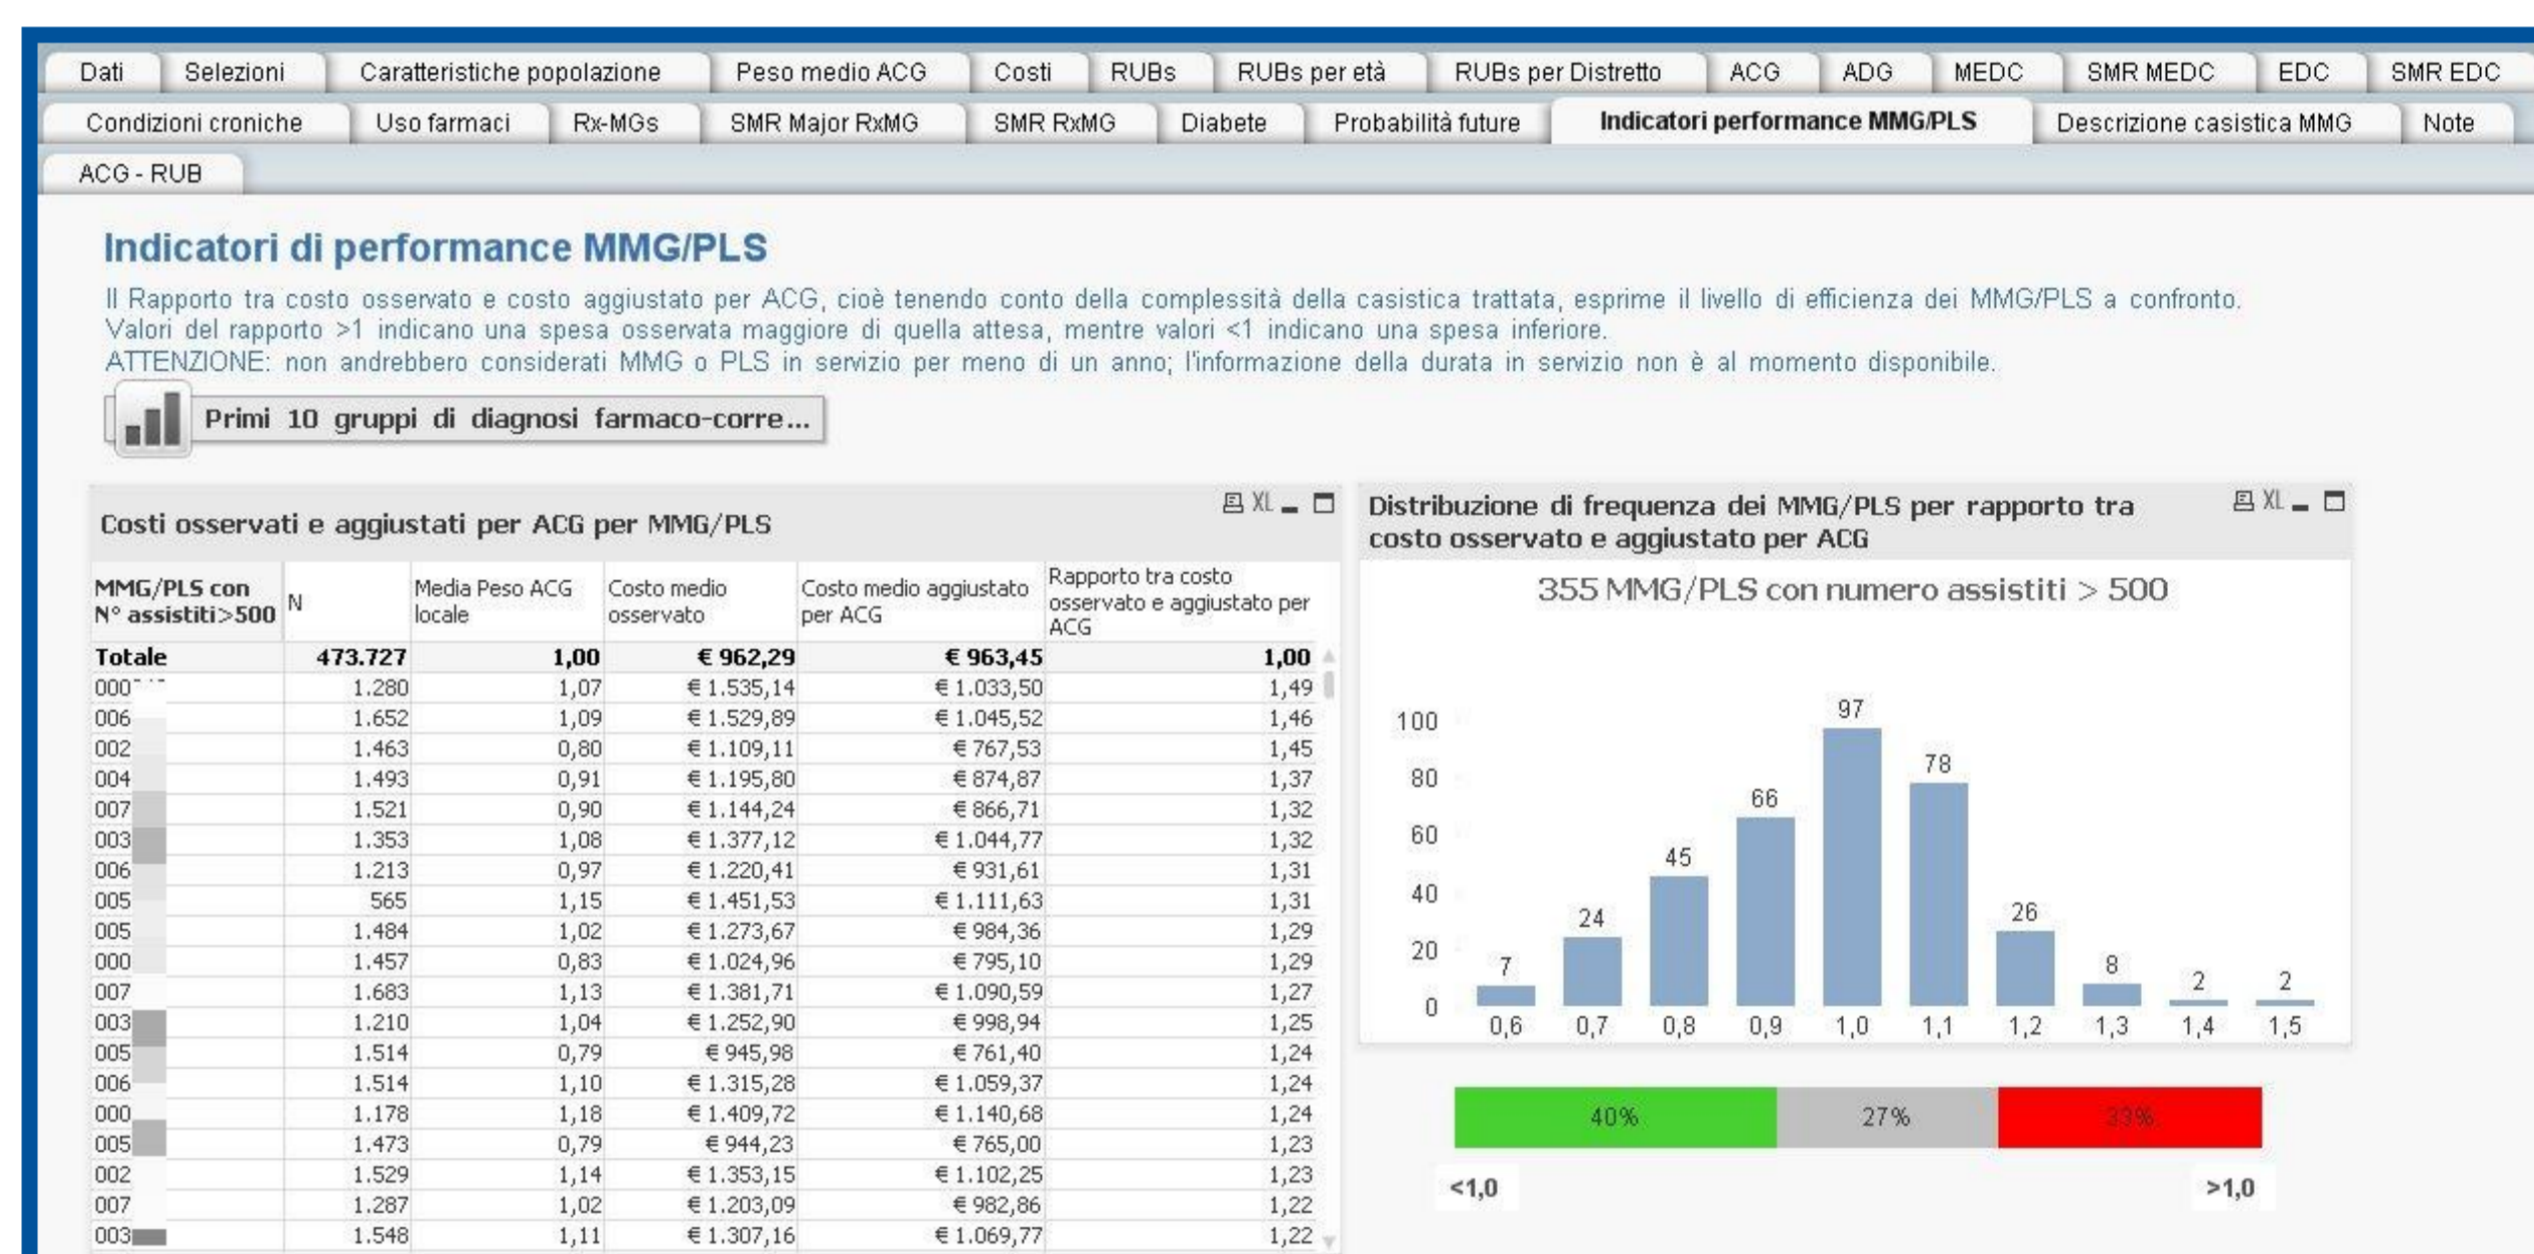 Dati Selezioni Caratteristiche popolazione Peso medio ACG Costi RUBs RUBs per età RUBs per Distretto ACG ADG MEDC SMR MEDC EDC SMR EDC
Condizioni croniche Uso farmaci Rx-MGs SMR Major RxMG SMR RxMG Diabete Probabilità future Indicatori performance MMG/PLS Descrizione casistica MMG Note
ACG - RUB
Indicatori di performance MMG/PLS
Il Rapporto tra costo osservato e costo aggiustato per ACG, cioè tenendo conto della complessità della casistica trattata, esprime il livello di efficienza dei MMG/PLS a confronto.
Valori del rapporto >1 indicano una spesa osservata maggiore di quella attesa, mentre valori <1 indicano una spesa inferiore.
ATTENZIONE: non andrebbero considerati MMG o PLS in servizio per meno di un anno; l'informazione della durata in servizio non è al momento disponibile.
Primi 10 gruppi di diagnosi farmaco-corre...
Costi osservati e aggiustati per ACG per MMG/PLS XL
MMG/PLS con N° assistiti>500 N Media Peso ACG locale Costo medio osservato Costo medio aggiustato per ACG Rapporto tra costo osservato e aggiustato per ACG
Totale 473.727 1,00 € 962,29 € 963,45 1,00
000 1.280 1,07 € 1.535,14 € 1.033,50 1,49
006 1.652 1,09 € 1.529,89 € 1.045,52 1,46
002 1.463 0,80 € 1.109,11 € 767,53 1,45
004 1.493 0,91 € 1.195,80 € 874,87 1,37
007 1.521 0,90 € 1.144,24 € 866,71 1,32
003 1.353 1,08 € 1.377,12 € 1.044,77 1,32
006 1.213 0,97 € 1.220,41 € 931,61 1,31
005 565 1,15 € 1.451,53 € 1.111,63 1,31
005 1.484 1,02 € 1.273,67 € 984,36 1,29
000 1.457 0,83 € 1.024,96 € 795,10 1,29
007 1.683 1,13 € 1.381,71 € 1.090,59 1,27
003 1.210 1,04 € 1.252,90 € 998,94 1,25
005 1.514 0,79 € 945,98 € 761,40 1,24
006 1.514 1,10 € 1.315,28 € 1.059,37 1,24
000 1.178 1,18 € 1.409,72 € 1.140,68 1,24
005 1.473 0,79 € 944,23 € 765,00 1,23
002 1.529 1,14 € 1.353,15 € 1.102,25 1,23
007 1.287 1,02 € 1.203,09 € 982,86 1,22
003 1.548 1,11 € 1.307,16 € 1.069,77 1,22
Distribuzione di frequenza dei MMG/PLS per rapporto tra XL
costo osservato e aggiustato per ACG
355 MMG/PLS con numero assistiti > 500
100
80
60
40
20
0
7 24 45 66 97 78 26 8 2 2
0,6 0,7 0,8 0,9 1,0 1,1 1,2 1,3 1,4 1,5
40% 27% 33%
<1,0 >1,0